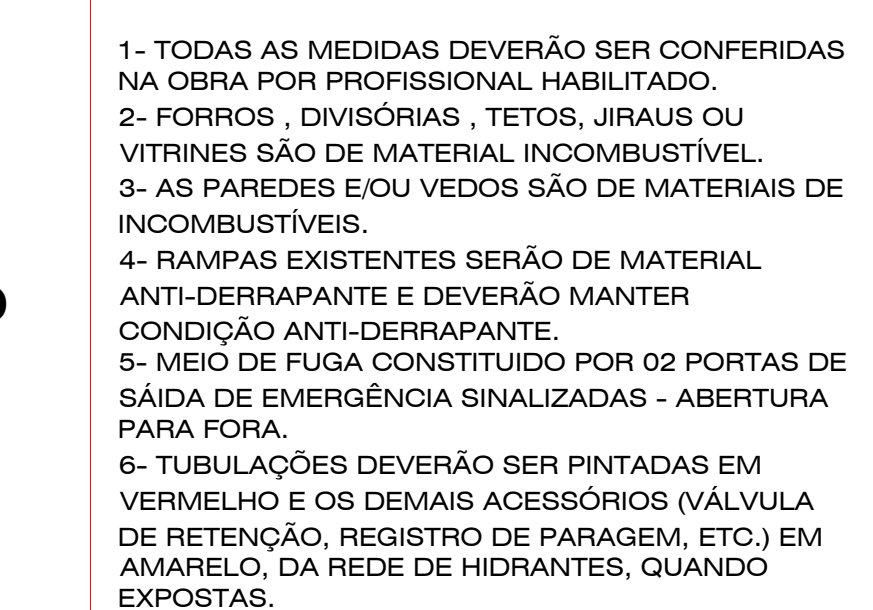 1- TODAS AS MEDIDAS DEVERÃO SER CONFERIDAS
NA OBRA POR PROFISSIONAL HABILITADO.
2- FORROS , DIVISÓRIAS , TETOS, JIRAUS OU
VITRINES SÃO DE MATERIAL INCOMBUSTÍVEL.
3- AS PAREDES E/OU VEDOS SÃO DE MATERIAIS DE
INCOMBUSTÍVEIS.
4- RAMPAS EXISTENTES SERÃO DE MATERIAL
ANTI-DERRAPANTE E DEVERÃO MANTER
CONDIÇÃO ANTI-DERRAPANTE.
5- MEIO DE FUGA CONSTITUIDO POR 02 PORTAS DE
SÁIDA DE EMERGÊNCIA SINALIZADAS - ABERTURA
PARA FORA.
6- TUBULAÇÕES DEVERÃO SER PINTADAS EM
VERMELHO E OS DEMAIS ACESSÓRIOS (VÁLVULA
DE RETENÇÃO, REGISTRO DE PARAGEM, ETC.) EM
AMARELO, DA REDE DE HIDRANTES, QUANDO
EXPOSTAS.